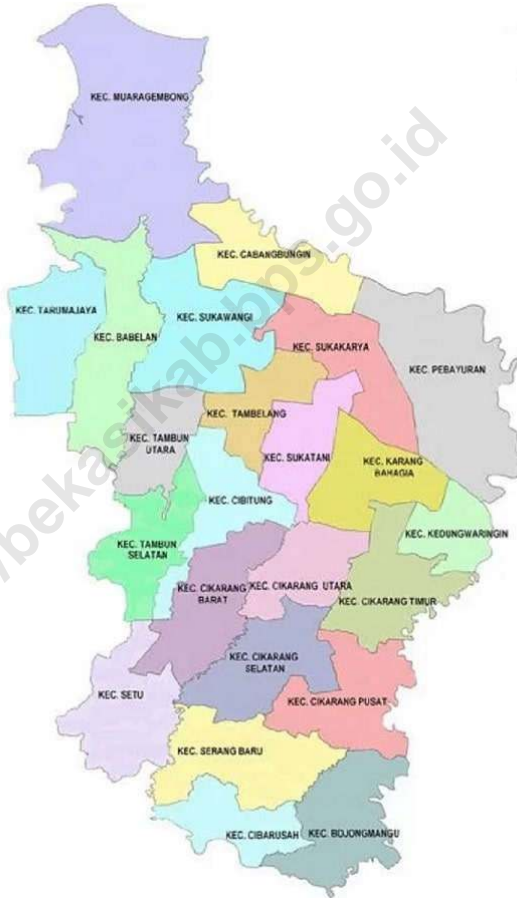 KEC. MUARAGEMBONG
KEC. CABANGBUNGIN
KEC. TARUMAJAYA
KEC. BABELAN
KEC. SUKAWANGI
KEC. SUKAKARYA
KEC. PEBAYURAN
KEC. TAMBELANG
KEC. TAMBUN
UTARA
KEC. SUKATANI
KEC. KARANG
BAHAGIA
KEC. CIBITUNG
KEC. KEDUNGWARINGIN
KEC. TAMBUN
SELATAN
KEC. CIKARANG
BARAT
KEC. CIKARANG UTARA
KEC. CIKARANG TIMUR
KEC. CIKARANG
SELATAN
KEC. SETU
KEC. CIKARANG PUSAT
KEC. SERANG BARU
KEC. CIBARUSAH
KEC. BOJONGMANGU
/bekasikab.bps.go.id